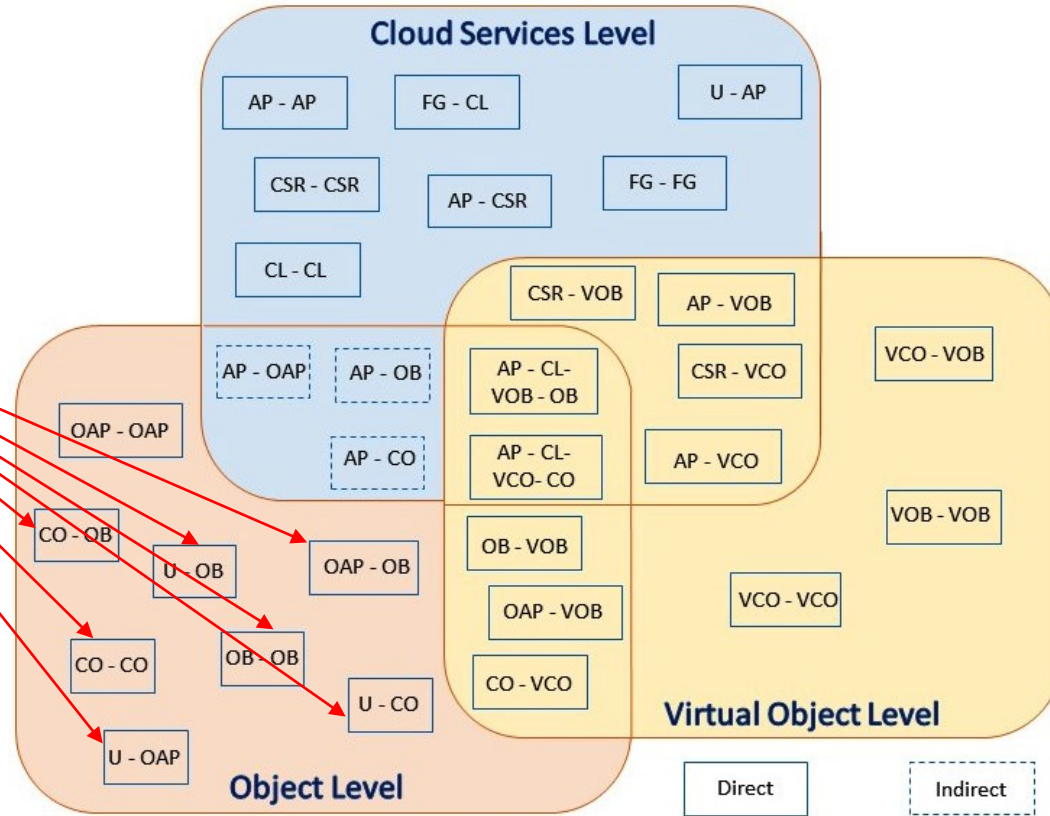 Cloud Services Level
AP - AP
FG - CL
U - AP
CSR - CSR
AP - CSR
FG - FG
CL - CL
CSR - VOB
AP - VOB
VCO - VOB
AP - OAP
AP - OB
AP - CL-
VOB - OB
CSR - VCO
OAP - OAP
AP - CO
AP - CL-
VCO- CO
AP - VCO
VOB - VOB
CO - OB
U - OB
OAP - OB
OB - VOB
VCO - VCO
OAP - VOB
CO - CO
OB - OB
CO - VCO
U - CO
Virtual Object Level
U - OAP
Object Level
Direct
Indirect